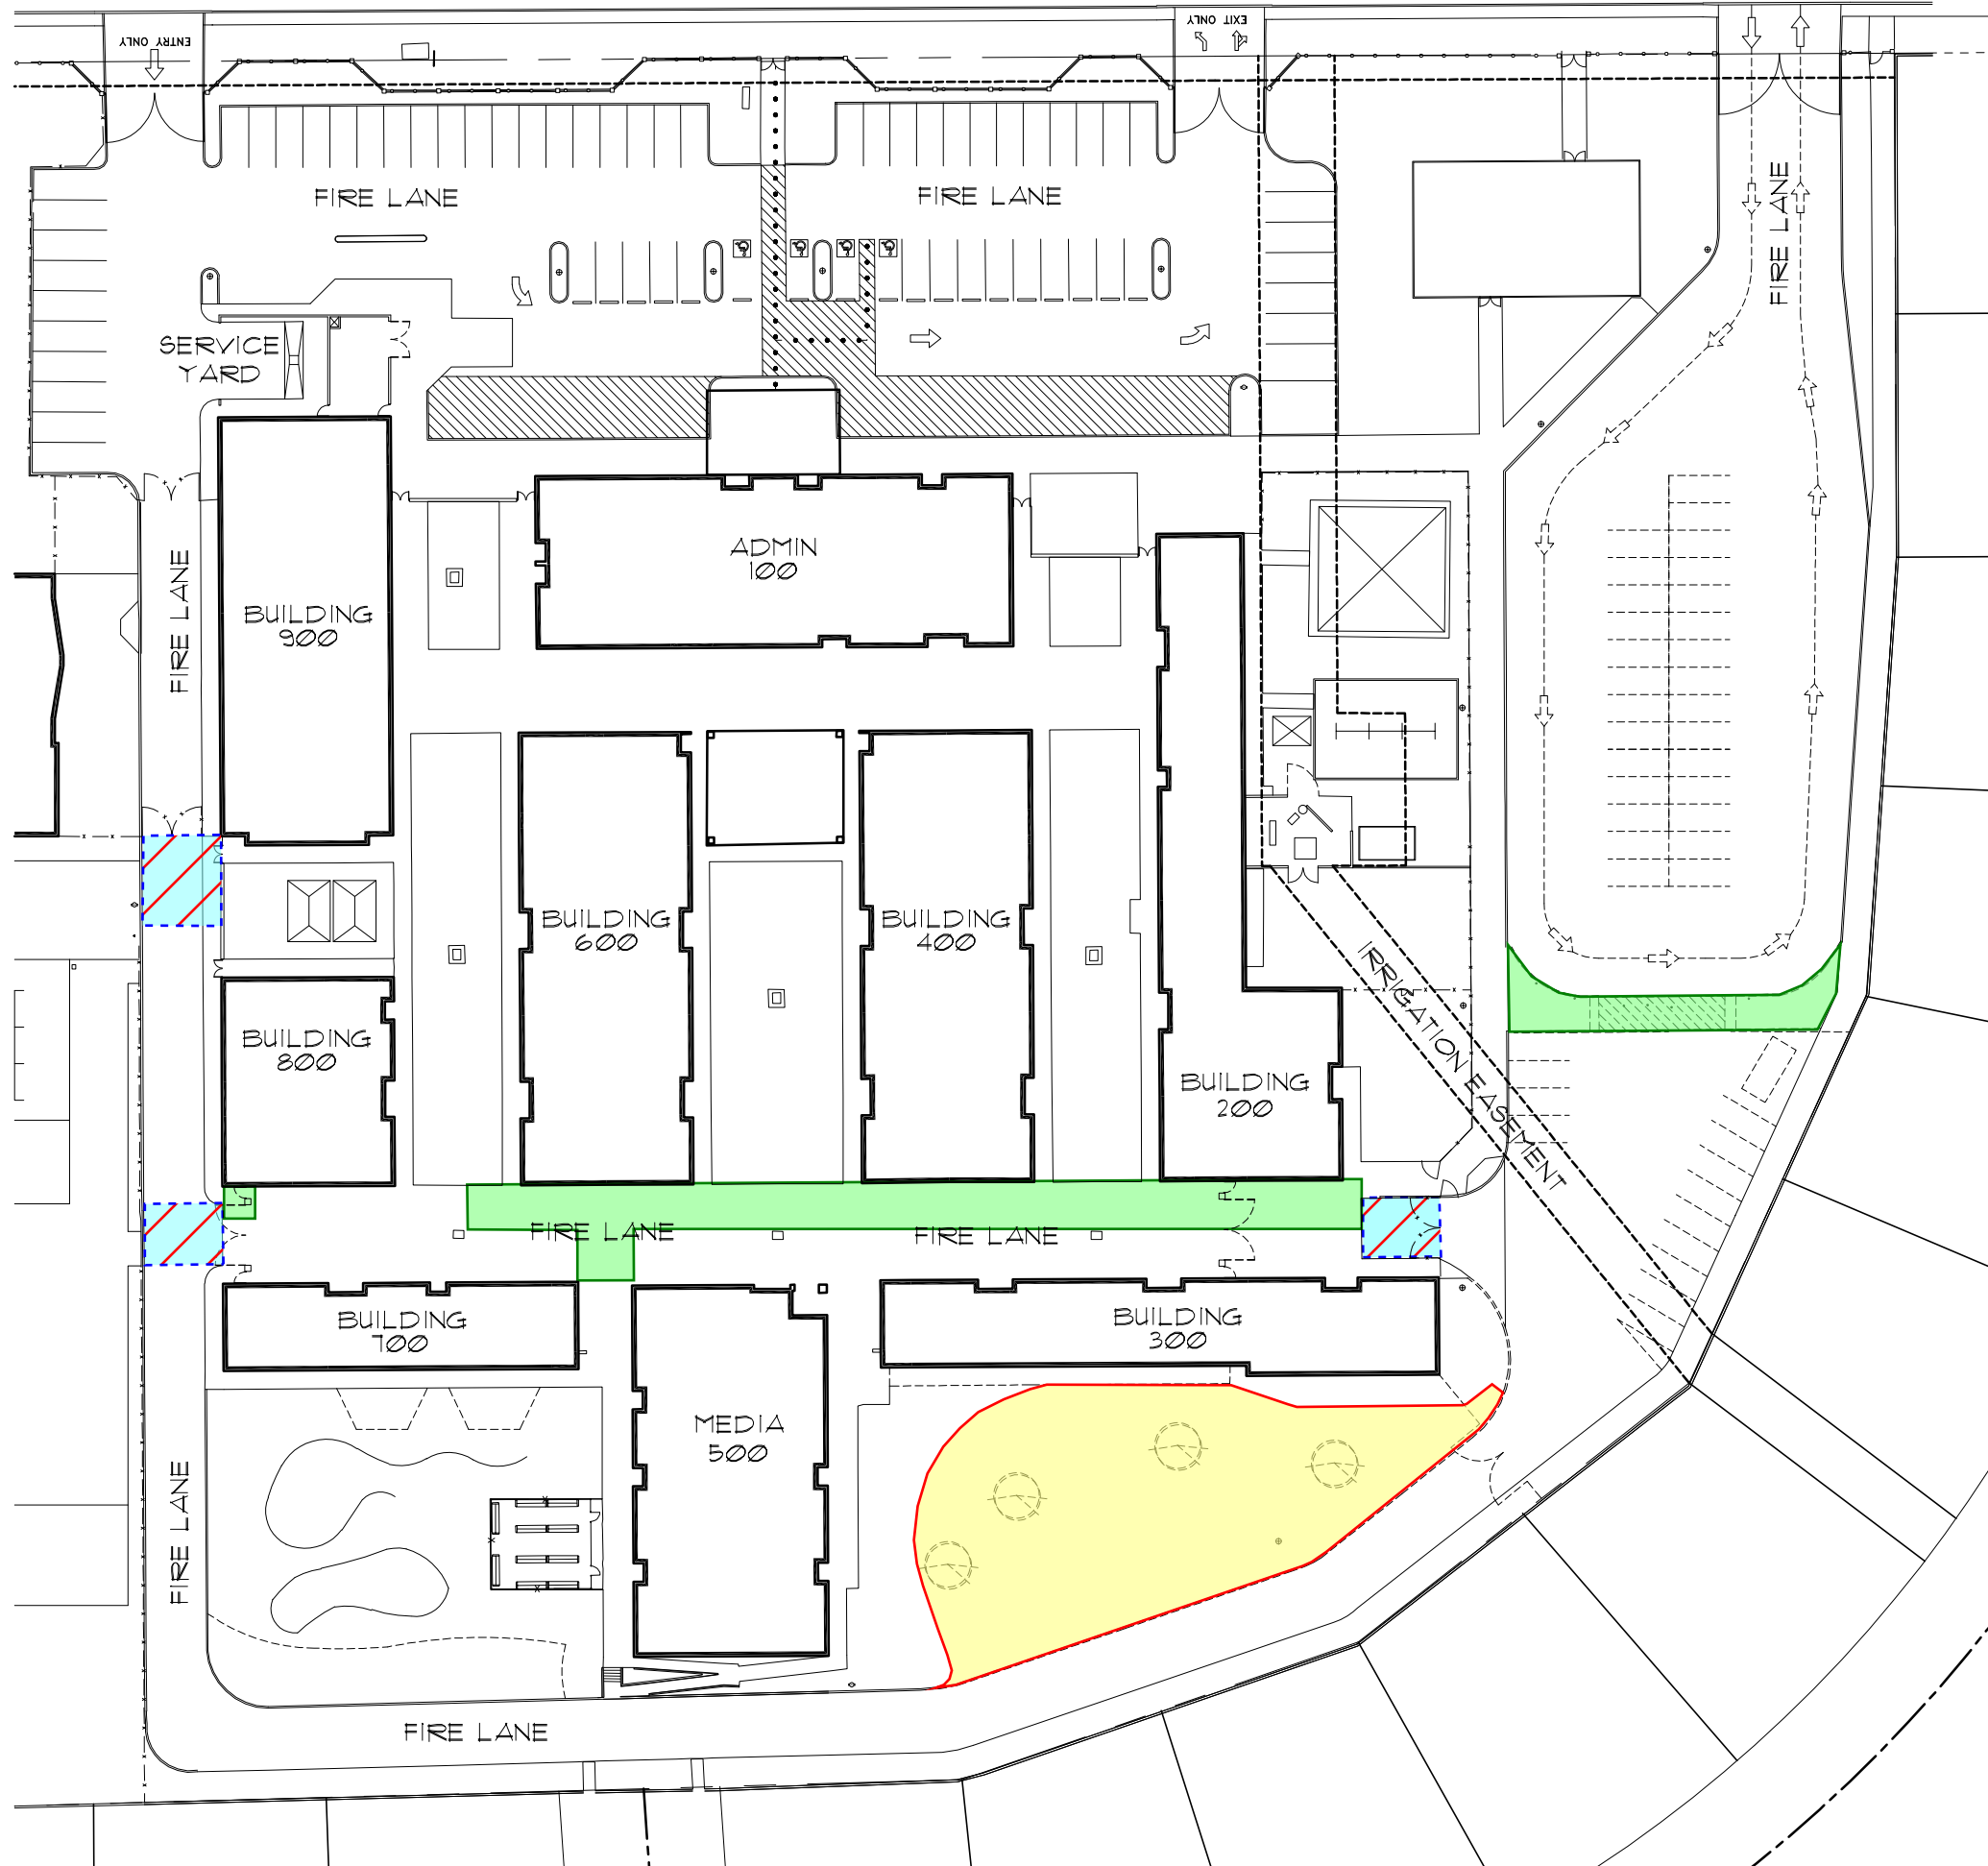 ENTRY ONLY
EXIT ONLY
FIRE LANE
FIRE LANE
FIRE LANE
SERVICE
YARD
ADMIN
100
FIRE LANE
BUILDING
900
BUILDING
600
BUILDING
400
IRRIGATION EASEMENT
BUILDING
800
BUILDING
200
FIRE LANE
FIRE LANE
BUILDING
700
BUILDING
300
MEDIA
500
FIRE LANE
FIRE LANE